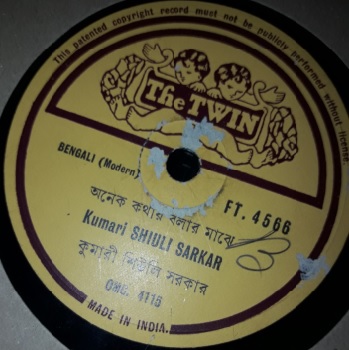 This patented copyright record must not be publicly performed without license.
The TWIN
BENGALI (Modern)
FT. 4566
অনেক কথার বলার মাঝে
Kumari SHIULI SARKAR
কুমারী শিউলি সরকার
OMC. 4116
MADE IN INDIA.